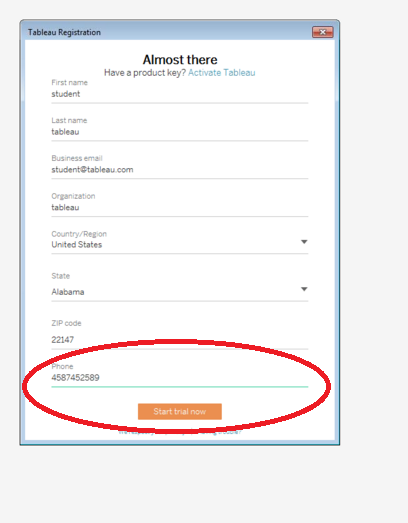 Tableau Registration
Almost there
Have a product key? Activate Tableau
First name
student
Last name
tableau
Business email
student@tableau.com
Organization
tableau
Country/Region
United States
State
Alabama
ZIP code
22147
Phone
4587452589
Start trial now